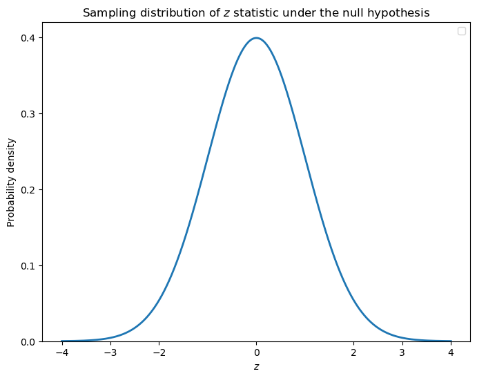 Sampling distribution of z statistic under the null hypothesis
0.4
0.3
0.2
0.1
0.0
Probability density
−4 −3 −2 0 2 3 4
z